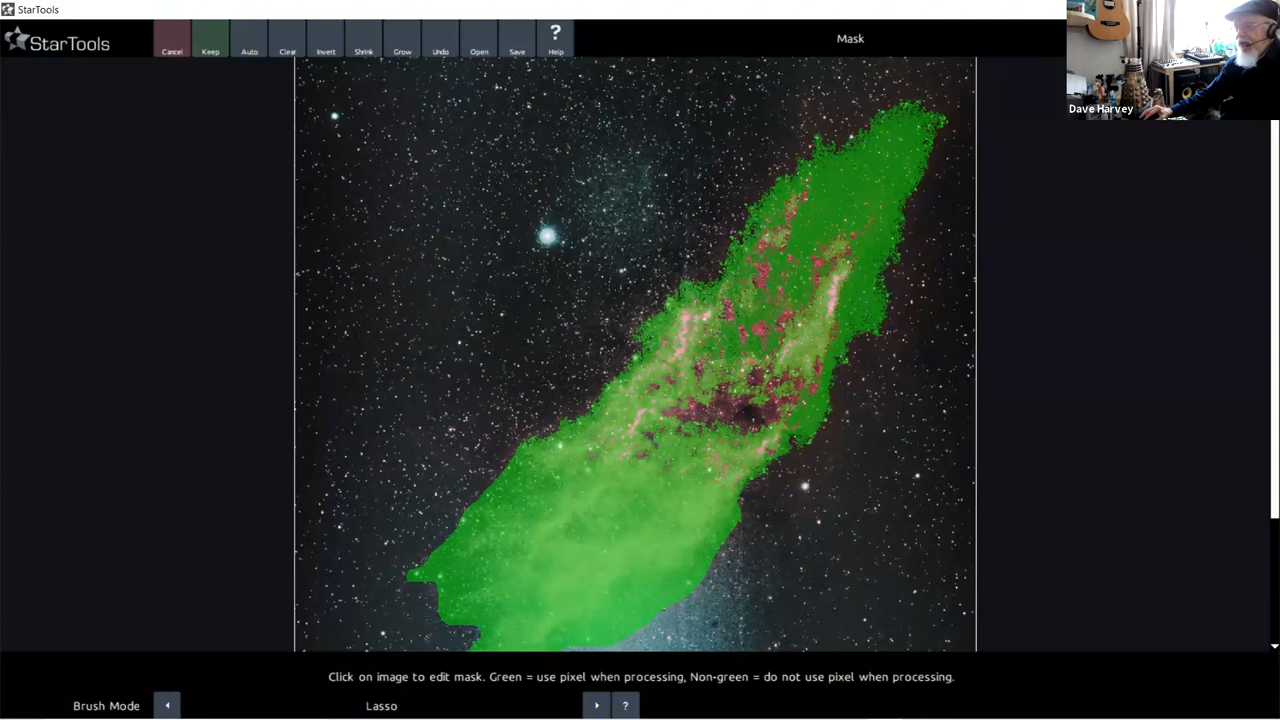 StarTools
StarTools
Cancel
Keep
Auto
Clear
Invert
Shrink
Grow
Undo
Open
Save
?
Help
Mask
Dave Harvey
Click on image to edit mask. Green = use pixel when processing, Non-green = do not use pixel when processing.
Brush Mode
Lasso
?